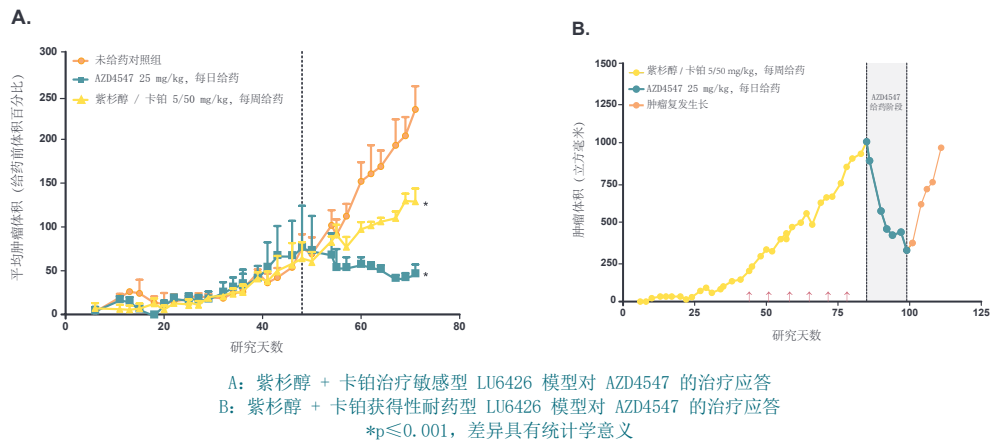 A.
300
250
200
150
100
50
0
0
20
40
60
80
平均肿瘤体积 (给药前体积百分比)
研究天数
未给药对照组
AZD4547 25 mg/kg, 每日给药
紫杉醇 / 卡铂 5/50 mg/kg, 每周给药
*
*
B.
1500
1250
1000
750
500
250
0
0
25
50
75
100
125
肿瘤体积 (立方毫米)
研究天数
紫杉醇 / 卡铂 5/50 mg/kg, 每周给药
AZD4547 25 mg/kg, 每日给药
肿瘤复发生长
AZD4547
给药阶段
A: 紫杉醇 + 卡铂治疗敏感型 LU6426 模型对 AZD4547 的治疗应答
B: 紫杉醇 + 卡铂获得性耐药型 LU6426 模型对 AZD4547 的治疗应答
*p≤0.001, 差异具有统计学意义